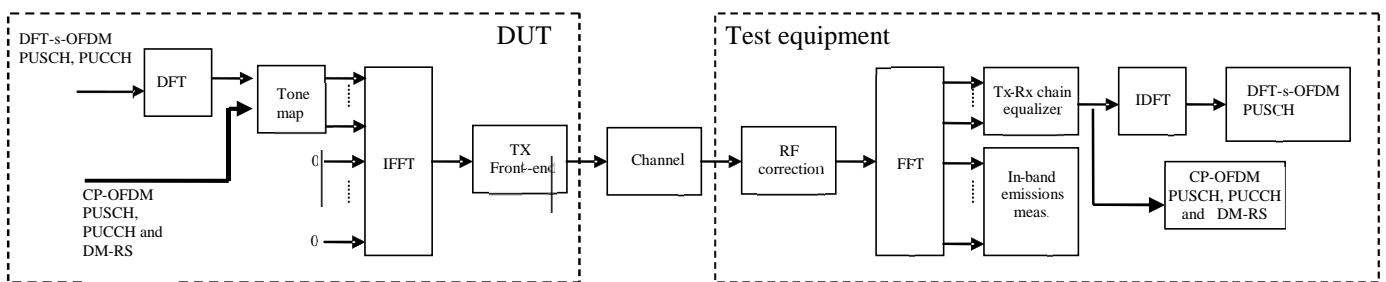 DUT
Test equipment
DFT-s-OFDM
PUSCH, PUCCH
DFT
Tone
map
IFFT
0
0
TX
Front-end
CP-OFDM
PUSCH,
PUCCH and
DM-RS
Channel
RF
correction
FFT
Tx-Rx chain
equalizer
IDFT
DFT-s-OFDM
PUSCH
In-band
emissions
meas.
CP-OFDM
PUSCH, PUCCH
and DM-RS